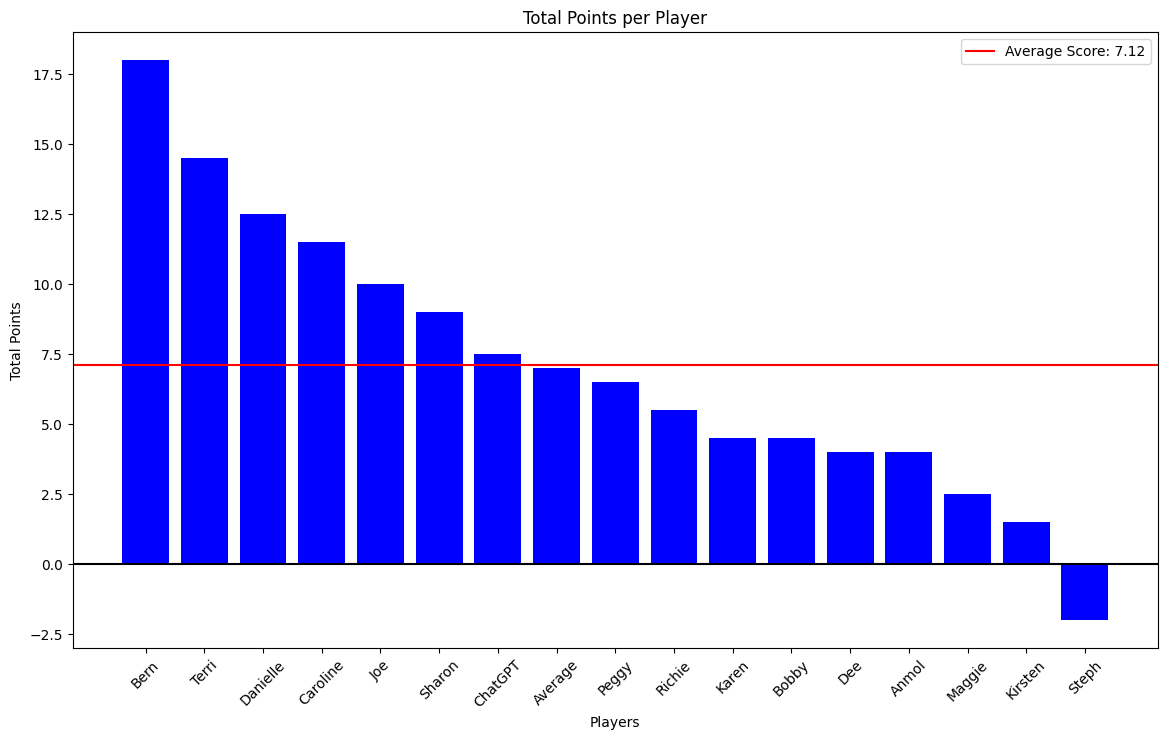 Total Points per Player
Average Score: 7.12
17.5
15.0
12.5
10.0
7.5
5.0
2.5
0.0
−2.5
Total Points
Bern
Terri
Danielle
Caroline
Joe
Sharon
ChatGPT
Average
Peggy
Richie
Karen
Bobby
Dee
Anmol
Maggie
Kirsten
Steph
Players